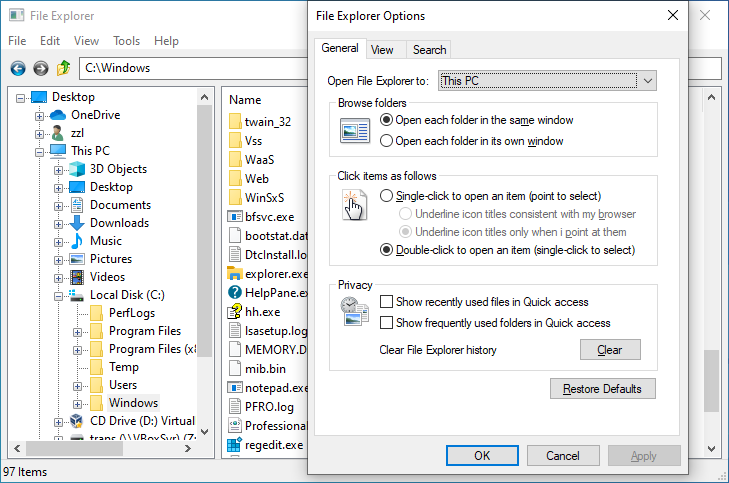 File Explorer
File Edit View Tools Help
C:\Windows
Desktop
OneDrive
zzl
This PC
3D Objects
Desktop
Documents
Downloads
Music
Pictures
Videos
Local Disk (C:)
PerfLogs
Program Files
Program Files (x8
Temp
Users
Windows
CD Drive (D:) Virtual
trans (\\VBoxSvr) (Z:
Name
twain_32
Vss
WaaS
Web
WinSxS
bfsvc.exe
bootstat.dat
DtcInstall.log
explorer.exe
HelpPane.exe
hh.exe
lsasetup.log
MEMORY.D
mib.bin
notepad.exe
PFRO.log
Professional
regedit.exe
97 Items
File Explorer Options
General View Search
Open File Explorer to: This PC
Browse folders
Open each folder in the same window
Open each folder in its own window
Click items as follows
Single-click to open an item (point to select)
Underline icon titles consistent with my browser
Underline icon titles only when i point at them
Double-click to open an item (single-click to select)
Privacy
Show recently used files in Quick access
Show frequently used folders in Quick access
Clear File Explorer history Clear
Restore Defaults
OK Cancel Apply